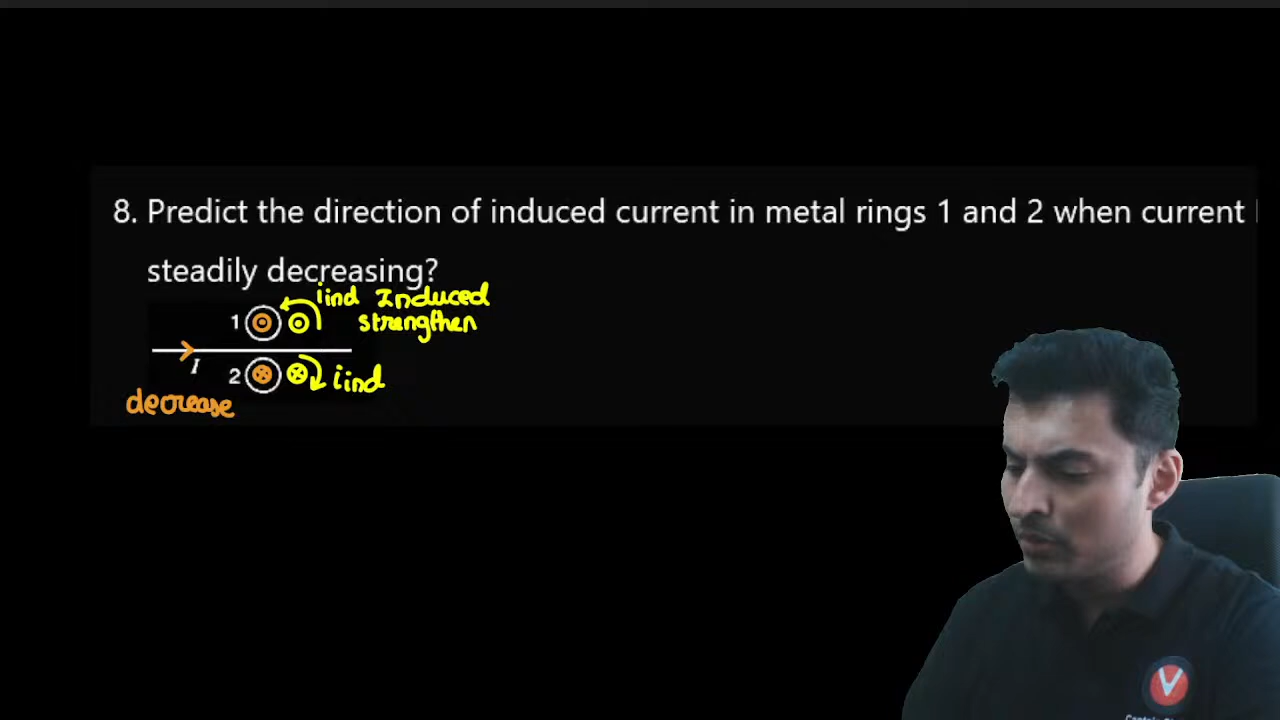 8. Predict the direction of induced current in metal rings 1 and 2 when current
steadily decreasing?
iind Induced
1 strengthen
I
2 iind
decrease
V